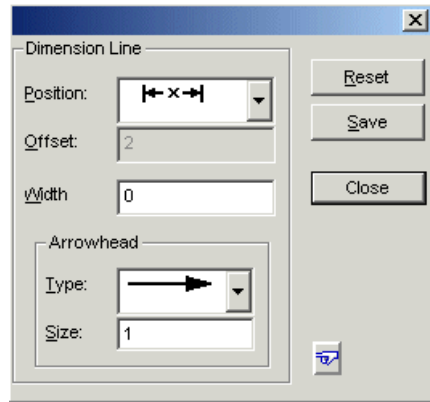 Dimension Line
Position:
Reset
Offset: 2
Save
Width 0
Close
Arrowhead
Type:
Size: 1